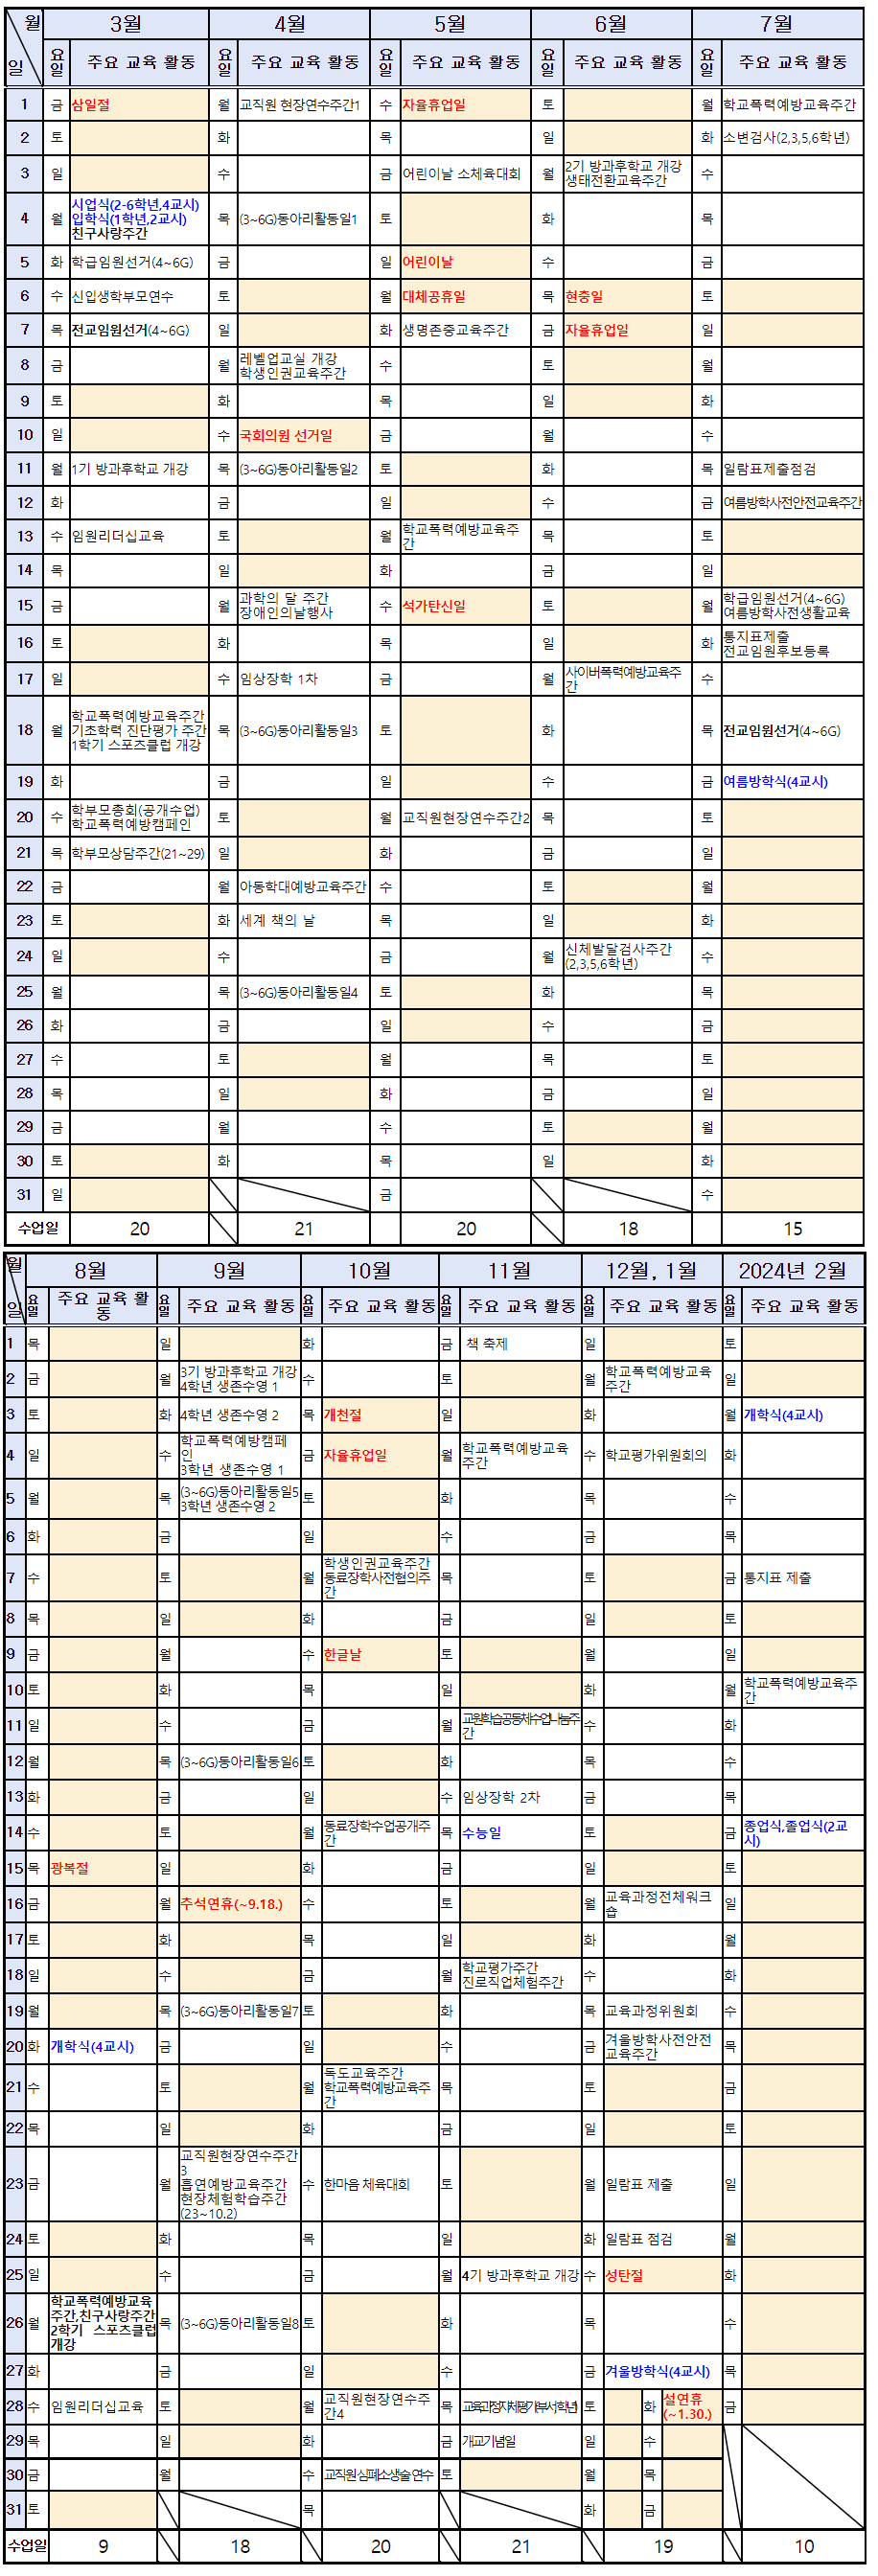 월 3월 4월 5월 6월 7월
일 요일 주요 교육 활동 요일 주요 교육 활동 요일 주요 교육 활동 요일 주요 교육 활동 요일 주요 교육 활동
1 금 삼일절 월 교직원 현장연수주간1 수 자율휴업일 토 월 학교폭력예방교육주간
2 토 화 목 일 화 소변검사(2,3,5,6학년)
3 일 수 금 어린이날 소체육대회 월 2기 방과후학교 개강
생태전환교육주간 수
4 월 시업식(2-6학년,4교시)
입학식(1학년,2교시)
친구사랑주간 목 (3~6G)동아리활동일1 토 화 목
5 화 학급임원선거(4~6G) 금 일 어린이날 수 금
6 수 신입생학부모연수 토 월 대체공휴일 목 현충일 토
7 목 전교임원선거(4~6G) 일 화 생명존중교육주간 금 자율휴업일 일
8 금 월 레벨업교실 개강
학생인권교육주간 수 토 월
9 토 화 목 일 화
10 일 수 국회의원 선거일 금 월 수
11 월 1기 방과후학교 개강 목 (3~6G)동아리활동일2 토 화 목 일람표제출점검
12 화 금 일 수 금 여름방학사전안전교육주간
13 수 임원리더십교육 토 월 학교폭력예방교육주
간 목 토
14 목 일 화 금 일
15 금 월 과학의 달 주간
장애인의날행사 수 석가탄신일 토 월 학급임원선거(4~6G)
여름방학사전생활교육
16 토 화 목 일 화 통지표제출
전교임원후보등록
17 일 수 임상장학 1차 금 월 사이버폭력예방교육주
간 수
18 월 학교폭력예방교육주간
기초학력 진단평가 주간
1학기 스포츠클럽 개강 목 (3~6G)동아리활동일3 토 화 목 전교임원선거(4~6G)
19 화 금 일 수 금 여름방학식(4교시)
20 수 학부모총회(공개수업)
학교폭력예방캠페인 토 월 교직원현장연수주간2 목 토
21 목 학부모상담주간(21~29) 일 화 금 일
22 금 월 아동학대예방교육주간 수 토 월
23 토 화 세계 책의 날 목 일 화
24 일 수 금 월 신체발달검사주간
(2,3,5,6학년) 수
25 월 목 (3~6G)동아리활동일4 토 화 목
26 화 금 일 수 금
27 수 토 월 목 토
28 목 일 화 금 일
29 금 월 수 토 월
30 토 화 목 일 화
31 일 금 수
수업일 20 21 20 18 15
월 8월 9월 10월 11월 12월, 1월 2024년 2월
일 요일 주요 교육 활
동 요일 주요 교육 활동 요일 주요 교육 활동 요일 주요 교육 활동 요일 주요 교육 활동 요일 주요 교육 활동
1 목 일 화 금 책 축제 일 토
2 금 월 3기 방과후학교 개강
4학년 생존수영 1 수 토 월 학교폭력예방교육
주간 일
3 토 화 4학년 생존수영 2 목 개천절 일 화 월 개학식(4교시)
4 일 수 학교폭력예방캠페
인
3학년 생존수영 1 금 자율휴업일 월 학교폭력예방교육
주간 수 학교평가위원회의 화
5 월 목 (3~6G)동아리활동일5
3학년 생존수영 2 토 화 목 수
6 화 금 일 수 금 목
7 수 토 월 학생인권교육주간
동료장학사전협의주
간 목 토 금 통지표 제출
8 목 일 화 금 일 토
9 금 월 수 한글날 토 월 일
10 토 화 목 일 화 월 학교폭력예방교육주
간
11 일 수 금 월 교원학습공동체수업나눔주
간 수 화
12 월 목 (3~6G)동아리활동일6 토 화 목 수
13 화 금 일 수 임상장학 2차 금 목
14 수 토 월 동료장학수업공개주
간 목 수능일 토 금 종업식,졸업식(2교
시)
15 목 광복절 일 화 금 일 토
16 금 월 추석연휴(~9.18.) 수 토 월 교육과정전체워크
숍 일
17 토 화 목 일 화 월
18 일 수 금 월 학교평가주간
진로직업체험주간 수 화
19 월 목 (3~6G)동아리활동일7 토 화 목 교육과정위원회 수
20 화 개학식(4교시) 금 일 수 금 겨울방학사전안전
교육주간 목
21 수 토 월 독도교육주간
학교폭력예방교육주
간 목 토 금
22 목 일 화 금 일 토
23 금 월 교직원현장연수주간
3
흡연예방교육주간
현장체험학습주간
(23~10.2) 수 한마음 체육대회 토 월 일람표 제출 일
24 토 화 목 일 화 일람표 점검 월
25 일 수 금 월 4기 방과후학교 개강 수 성탄절 화
26 월 학교폭력예방교육
주간,친구사랑주간
2학기 스포츠클럽
개강 목 (3~6G)동아리활동일8 토 화 목 수
27 화 금 일 수 금 겨울방학식(4교시) 목
28 수 임원리더십교육 토 월 교직원현장연수주
간4 목 교육과정자체평가(부서,학년) 토 화 설연휴
(~1.30.) 금
29 목 일 화 금 개교기념일 일 수
30 금 월 수 교직원심폐소생술 연수 토 월 목
31 토 목 화 금
수업일 9 18 20 21 19 10